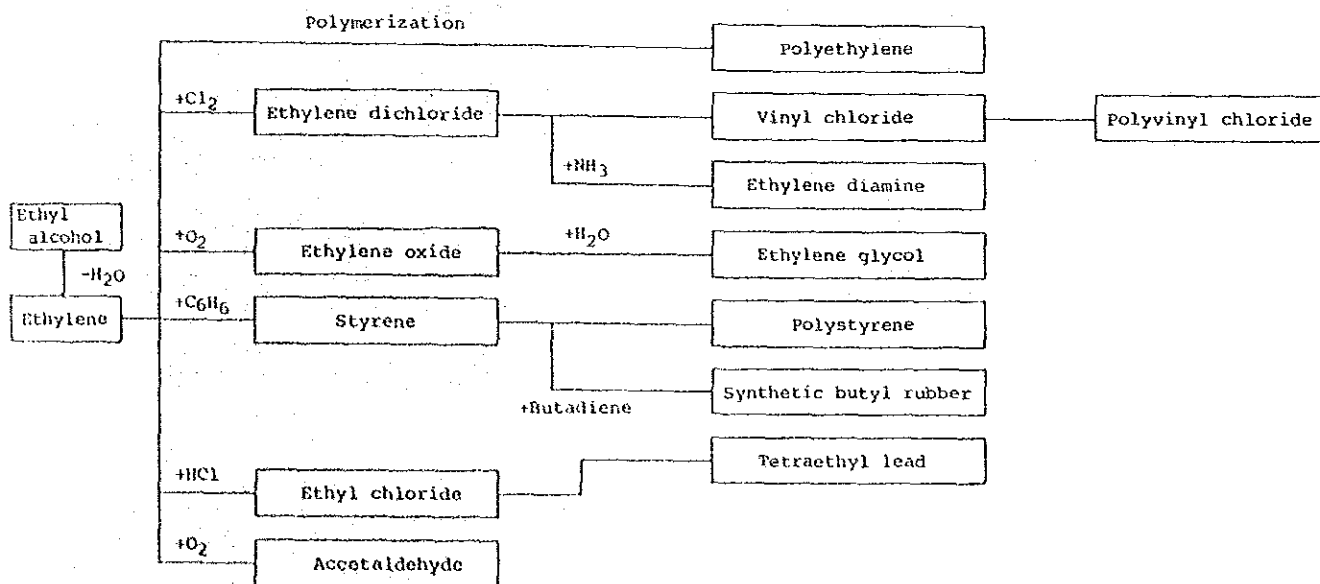 Polymerization
Polyethylene
+Cl2
Ethylene dichloride
Vinyl chloride
Polyvinyl chloride
+NH3
Ethylene diamine
Ethyl
alcohol
+O2
Ethylene oxide
+H2O
Ethylene glycol
-H2O
Ethylene
+C6H6
Styrene
Polystyrene
+Butadiene
Synthetic butyl rubber
Tetraethyl lead
+HCl
Ethyl chloride
+O2
Accetaldehyde